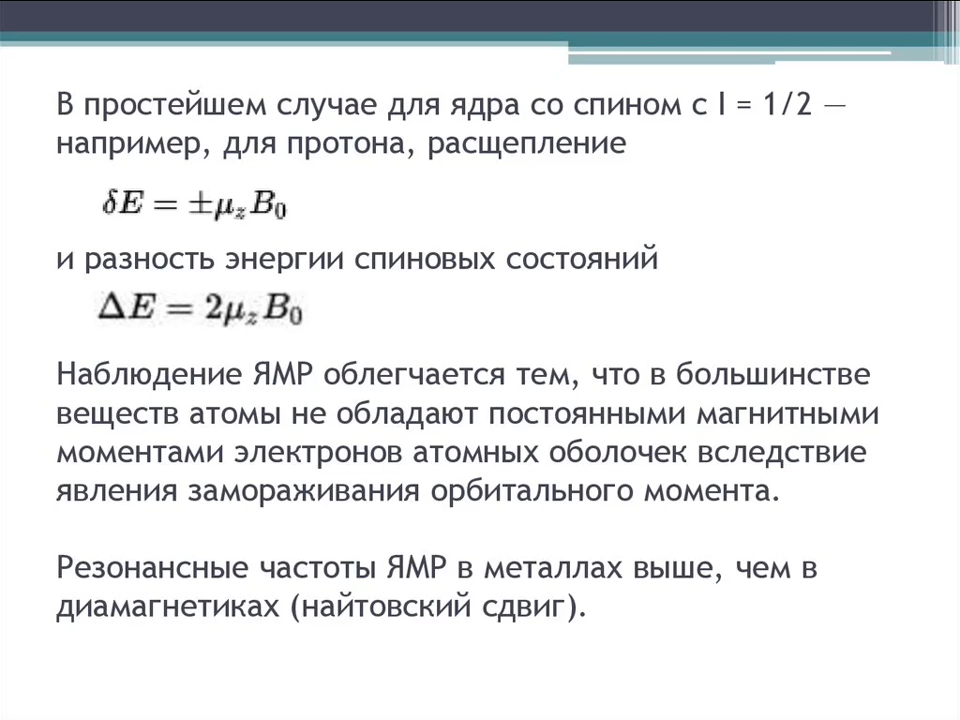 В простейшем случае для ядра со спином с I = 1/2 —
например, для протона, расщепление
δE = ±μ_z B_0
и разность энергии спиновых состояний
ΔE = 2μ_z B_0
Наблюдение ЯМР облегчается тем, что в большинстве
веществ атомы не обладают постоянными магнитными
моментами электронов атомных оболочек вследствие
явления замораживания орбитального момента.
Резонансные частоты ЯМР в металлах выше, чем в
диамагнетиках (найтовский сдвиг).